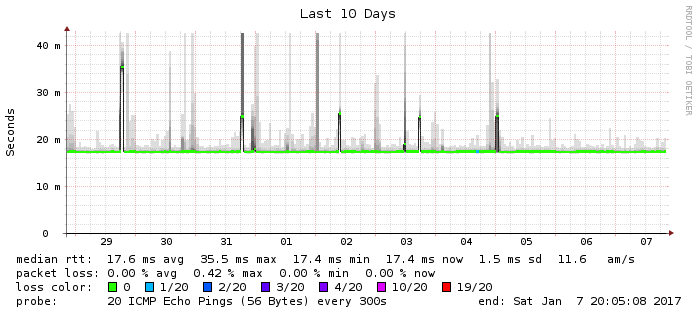 Last 10 Days
RRDTOOL / TOBI OETIKER
Seconds
40 m
30 m
20 m
10 m
0
29 30 31 01 02 03 04 05 06 07
median rtt: 17.6 ms avg 35.5 ms max 17.4 ms min 17.4 ms now 1.5 ms sd 11.6 am/s
packet loss: 0.00 % avg 0.42 % max 0.00 % min 0.00 % now
loss color: 0 1/20 2/20 3/20 4/20 10/20 19/20
probe: 20 ICMP Echo Pings (56 Bytes) every 300s end: Sat Jan 7 20:05:08 2017